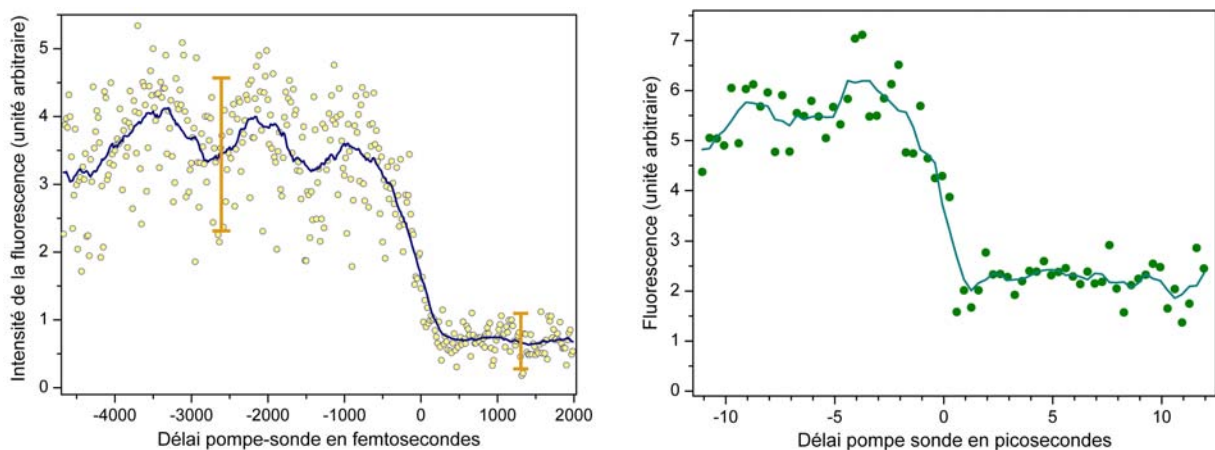 Intensité de la fluorescence (unité arbitraire)
5
4
3
2
1
0
-4000 -3000 -2000 -1000 0 1000 2000
Délai pompe-sonde en femtosecondes
Fluorescence (unité arbitraire)
7
6
5
4
3
2
1
0
-10 -5 0 5 10
Délai pompe sonde en picosecondes